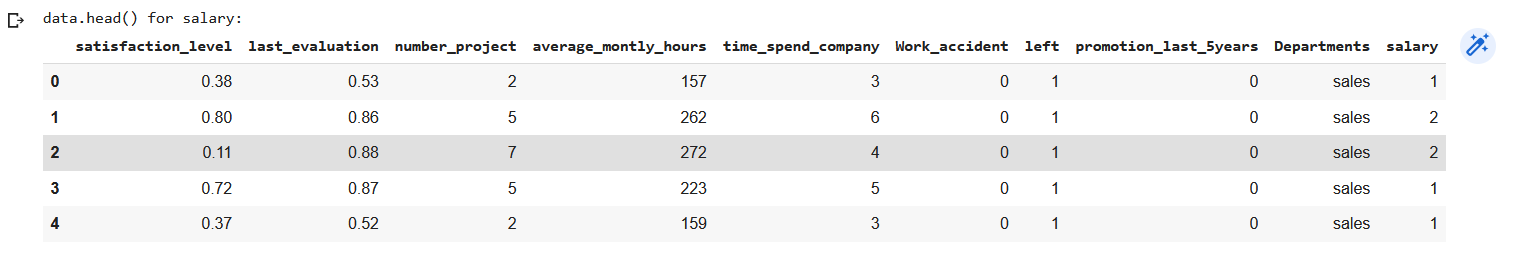 data.head() for salary:
satisfaction_level last_evaluation number_project average_montly_hours time_spend_company Work_accident left promotion_last_5years Departments salary
0 0.38 0.53 2 157 3 0 1 0 sales 1
1 0.80 0.86 5 262 6 0 1 0 sales 2
2 0.11 0.88 7 272 4 0 1 0 sales 2
3 0.72 0.87 5 223 5 0 1 0 sales 1
4 0.37 0.52 2 159 3 0 1 0 sales 1